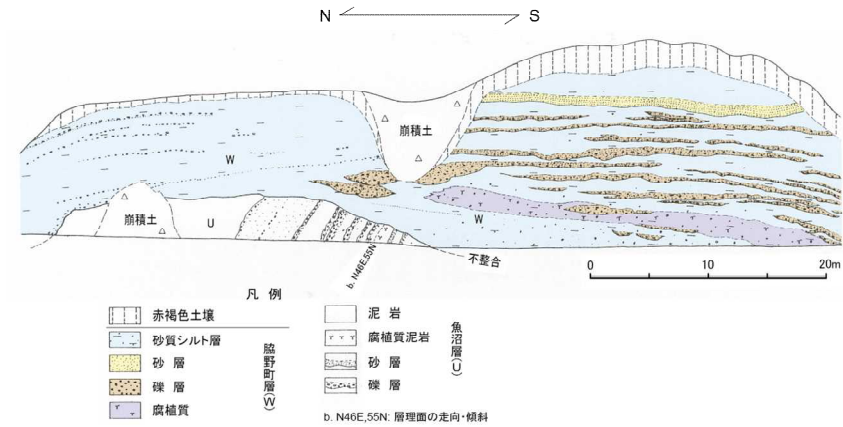 N S
崩積土
W
崩積土
U
W
b. N46E,55N
不整合
0 10 20m
凡 例
赤褐色土壌
砂質シルト層
砂 層
礫 層
腐植質
脇野町層(W)
泥 岩
腐植質泥岩
砂 層
礫 層
魚沼層(U)
b. N46E,55N: 層理面の走向・傾斜